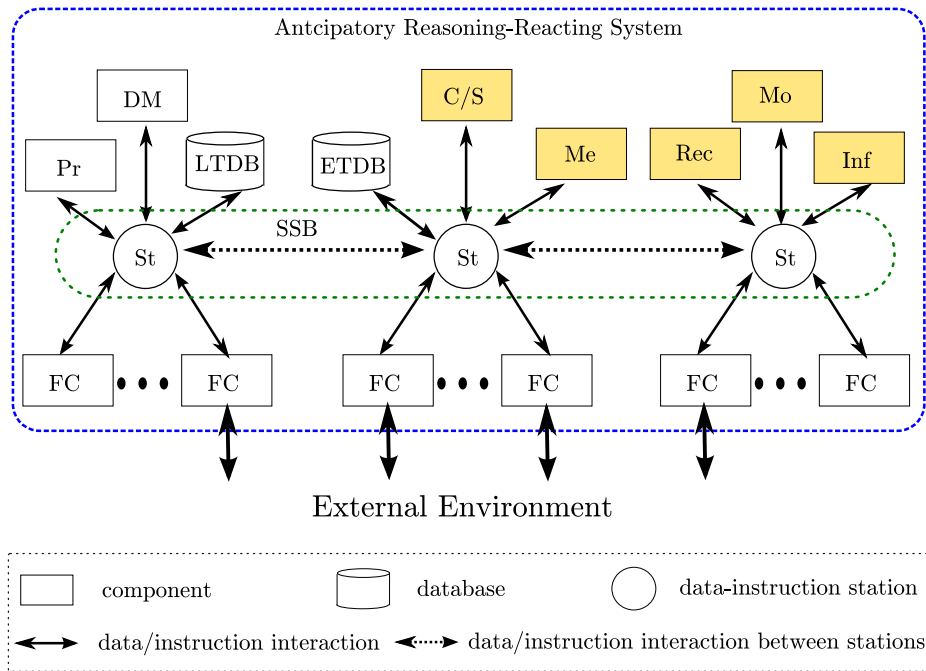 Antcipatory Reasoning-Reacting System
DM
C/S
Mo
Pr
LTDB
ETDB
Me
Rec
Inf
SSB
St
St
St
FC
FC
FC
FC
FC
FC
External Environment
component
database
data-instruction station
data/instruction interaction
data/instruction interaction between stations